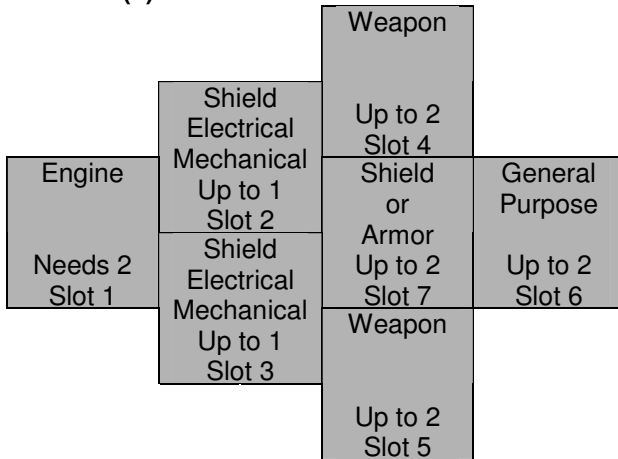 Weapon
Up to 2
Slot 4
Shield
Electrical
Mechanical
Up to 1
Slot 2
Engine
Needs 2
Slot 1
Shield
or
Armor
Up to 2
Slot 7
General
Purpose
Up to 2
Slot 6
Shield
Electrical
Mechanical
Up to 1
Slot 3
Weapon
Up to 2
Slot 5